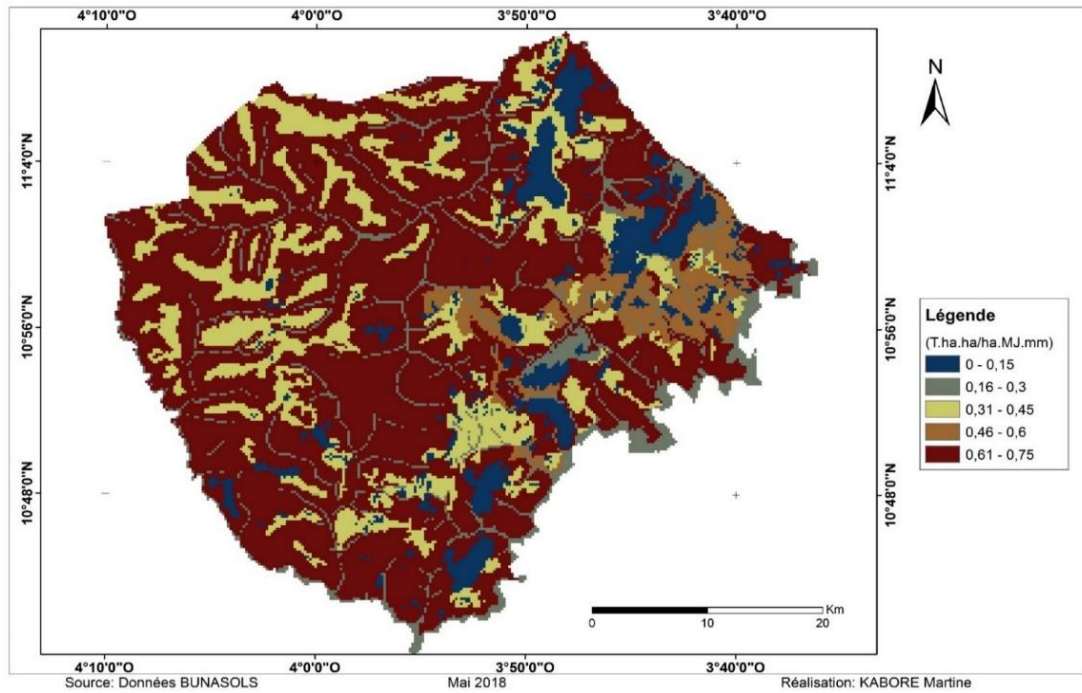 4°10'0"O 4°0'0"O 3°50'0"O 3°40'0"O
N
11°4'0"N 11°4'0"N
10°56'0"N 10°56'0"N
Légende
(T.ha.ha/ha.MJ.mm)
0 - 0,15
0,16 - 0,3
0,31 - 0,45
0,46 - 0,6
0,61 - 0,75
10°48'0"N 10°48'0"N
Km
0 10 20
4°10'0"O 4°0'0"O 3°50'0"O 3°40'0"O
Source: Données BUNASOLS Mai 2018 Réalisation: KABORE Martine